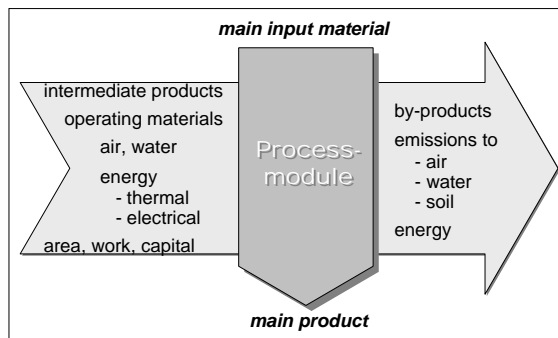 main input material
intermediate products
operating materials
air, water
energy
- thermal
- electrical
area, work, capital
Process-
module
by-products
emissions to
- air
- water
- soil
energy
main product